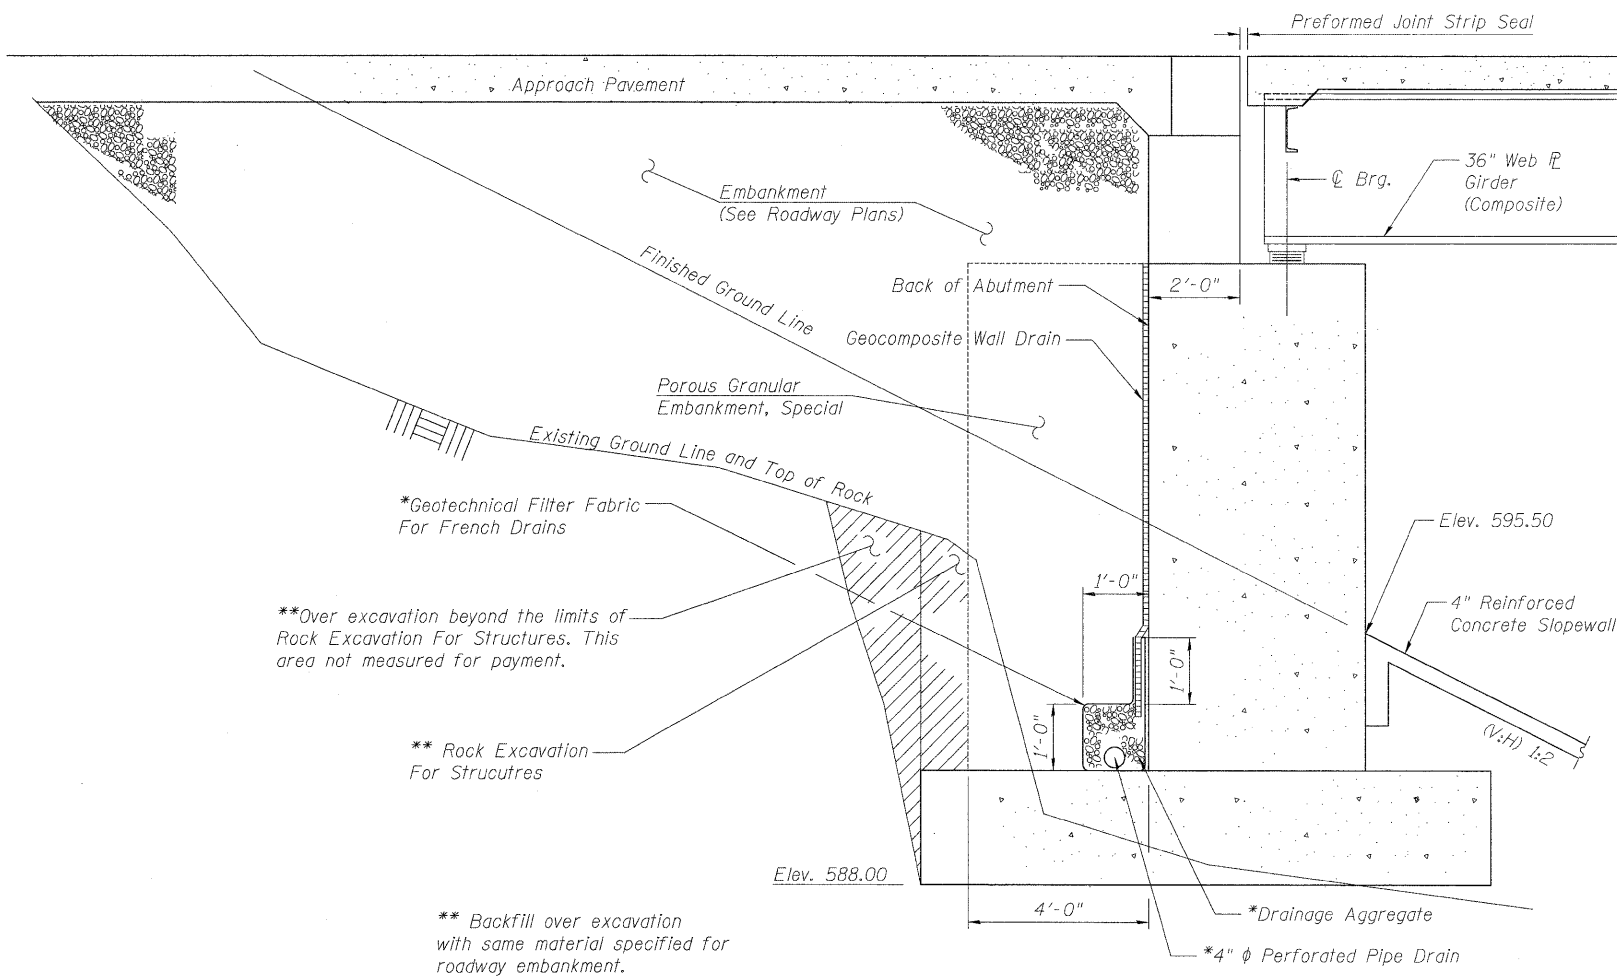 Preformed Joint Strip Seal
Approach Pavement
36" Web ⅊
Girder
(Composite)
℄ Brg.
Embankment
(See Roadway Plans)
Finished Ground Line
Back of Abutment
2'-0"
Geocomposite Wall Drain
Porous Granular
Embankment, Special
Existing Ground Line and Top of Rock
*Geotechnical Filter Fabric
For French Drains
Elev. 595.50
1'-0"
4" Reinforced
Concrete Slopewall
**Over excavation beyond the limits of
Rock Excavation For Structures. This
area not measured for payment.
1'-0"
1'-0"
(V:H) 1:2
** Rock Excavation
For Strucutres
Elev. 588.00
4'-0"
*Drainage Aggregate
*4" ϕ Perforated Pipe Drain
** Backfill over excavation
with same material specified for
roadway embankment.